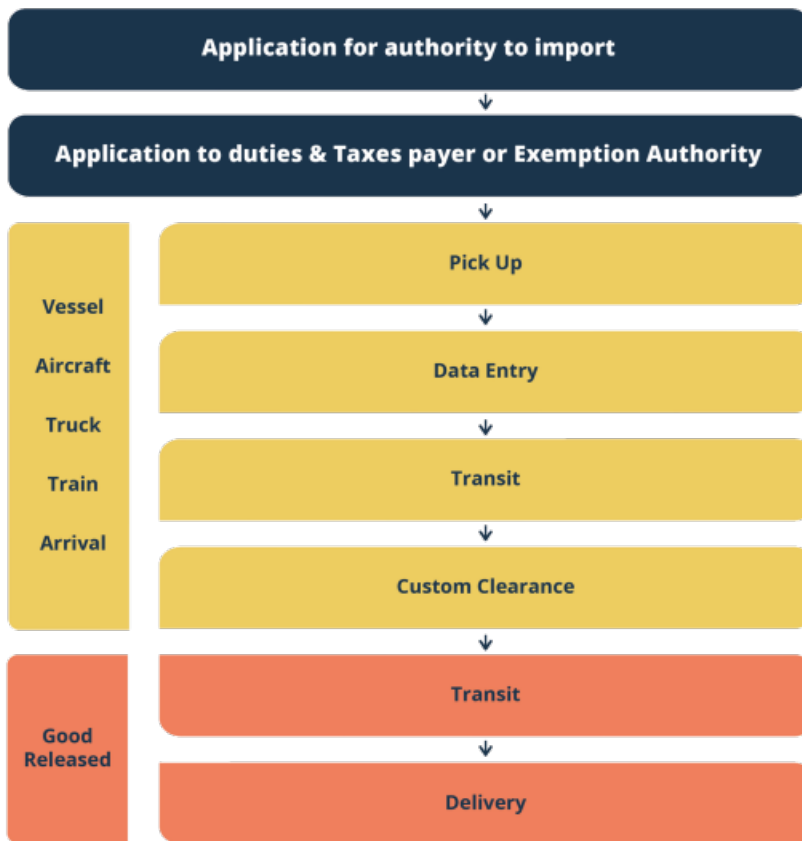 Application for authority to import
Application to duties & Taxes payer or Exemption Authority
Vessel
Aircraft
Truck
Train
Arrival
Pick Up
Data Entry
Transit
Custom Clearance
Good
Released
Transit
Delivery